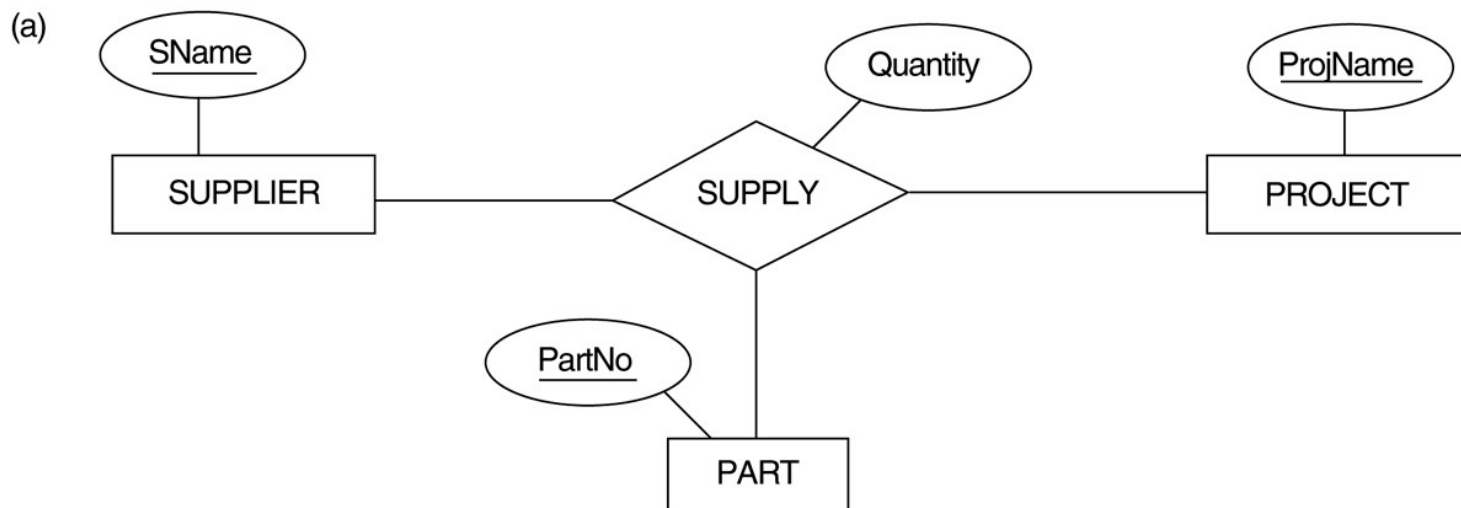 (a)
SName
Quantity
ProjName
SUPPLIER
SUPPLY
PROJECT
PartNo
PART